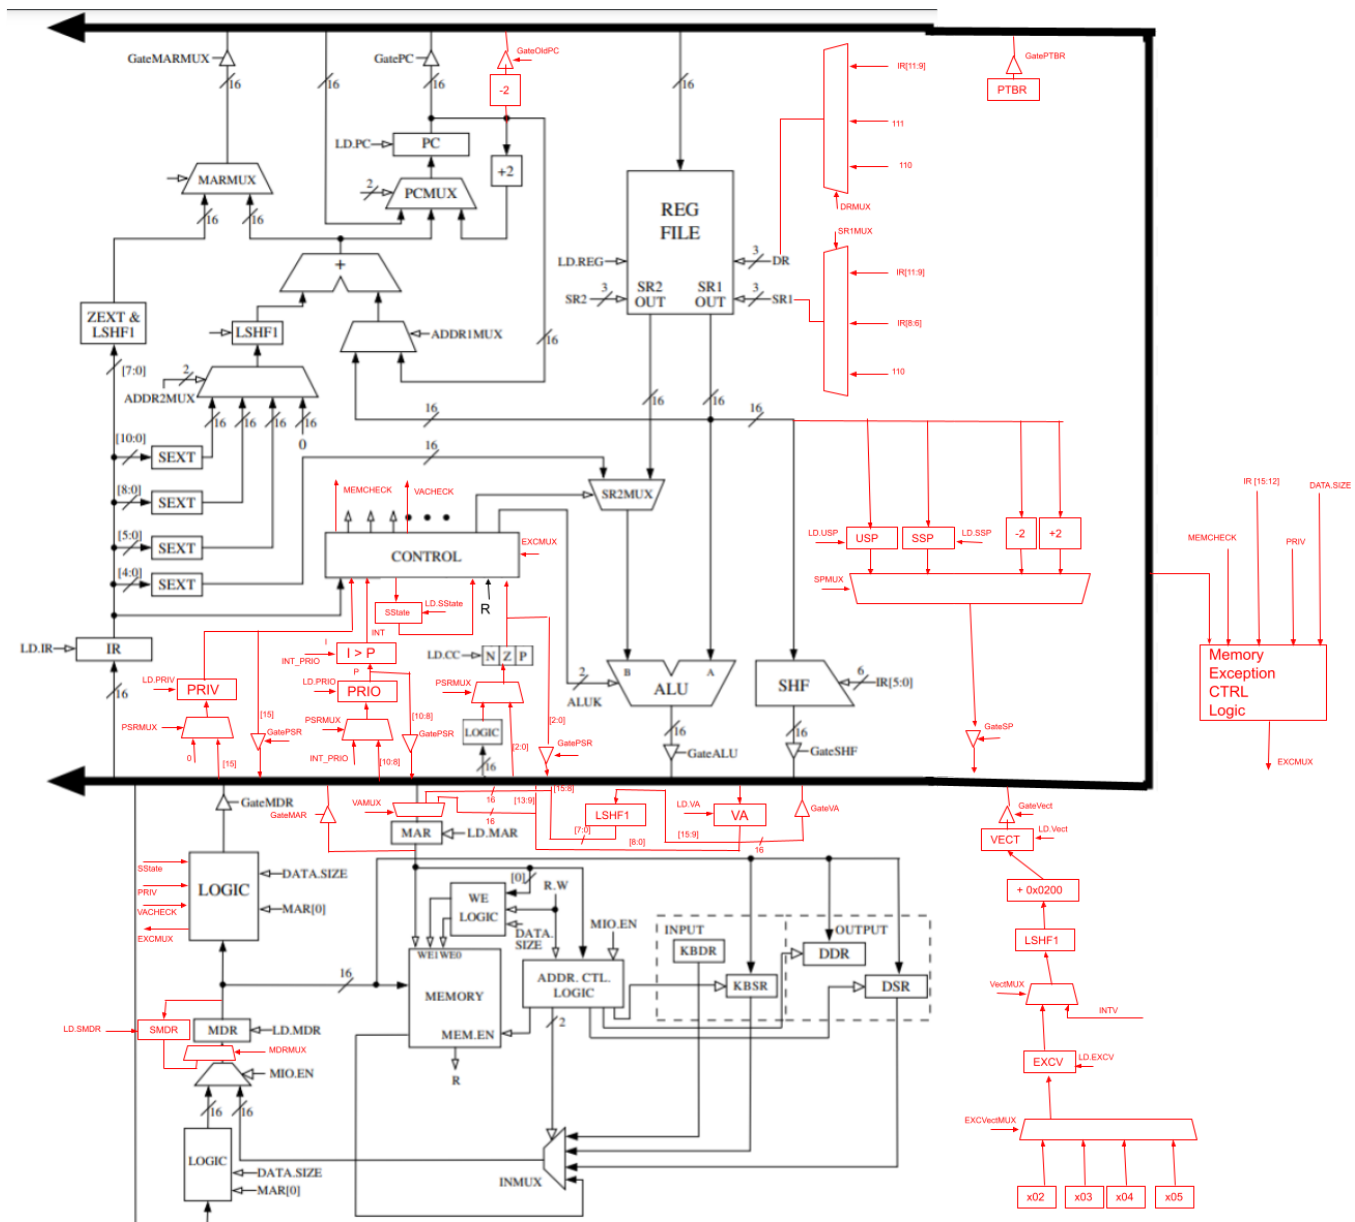 GateMARMUX
16
16
GatePC
16
GateOldPC
-2
16
IR[11:9]
111
110
DRMUX
GatePTBR
PTBR
LD.PC
PC
+2
MARMUX
2
PCMUX
16
16
REG
FILE
SR1MUX
+
LD.REG
3
DR
IR[11:9]
SR2
3
SR2
OUT
SR1
OUT
3
SR1
IR[8:6]
ZEXT &
LSHF1
LSHF1
ADDR1MUX
16
110
[7:0]
2
ADDR2MUX
16
16
16
16
0
16
16
16
16
[10:0]
SEXT
16
[8:0]
SEXT
MEMCHECK
VACHECK
SR2MUX
IR [15:12]
DATA.SIZE
[5:0]
SEXT
CONTROL
EXCMUX
LD.USP
USP
SSP
LD.SSP
-2
+2
MEMCHECK
PRIV
[4:0]
SEXT
SPMUX
SState
LD.SState
R
INT
LD.IR
IR
I
INT_PRIO
I > P
P
LD.CC
N Z P
16
LD.PRIV
PRIV
LD.PRIO
PRIO
PSRMUX
2
ALUK
B
A
ALU
SHF
6
IR[5:0]
Memory
Exception
CTRL
Logic
PSRMUX
[15]
GatePSR
PSRMUX
[10:8]
GatePSR
LOGIC
[2:0]
[2:0]
GatePSR
16
GateALU
16
GateSHF
GateSP
0
[15]
INT_PRIO
[10:8]
16
EXCMUX
GateMDR
GateMAR
VAMUX
16
[13:9]
[15:8]
16
LSHF1
LD.VA
VA
GateVA
GateVect
MAR
LD.MAR
[7:0]
[8:0]
[15:9]
16
VECT
LD.Vect
SState
PRIV
VACHECK
EXCMUX
LOGIC
DATA.SIZE
MAR[0]
[0]
WE
LOGIC
R.W
DATA.
SIZE
MIO.EN
+ 0x0200
WE1 WE0
INPUT
KBDR
OUTPUT
DDR
LSHF1
16
MEMORY
ADDR. CTL.
LOGIC
KBSR
DSR
VectMUX
INTV
LD.SMDR
SMDR
MDR
LD.MDR
MEM.EN
2
MDRMUX
MIO.EN
R
EXCV
LD.EXCV
16
16
EXCVectMUX
LOGIC
DATA.SIZE
MAR[0]
INMUX
x02
x03
x04
x05